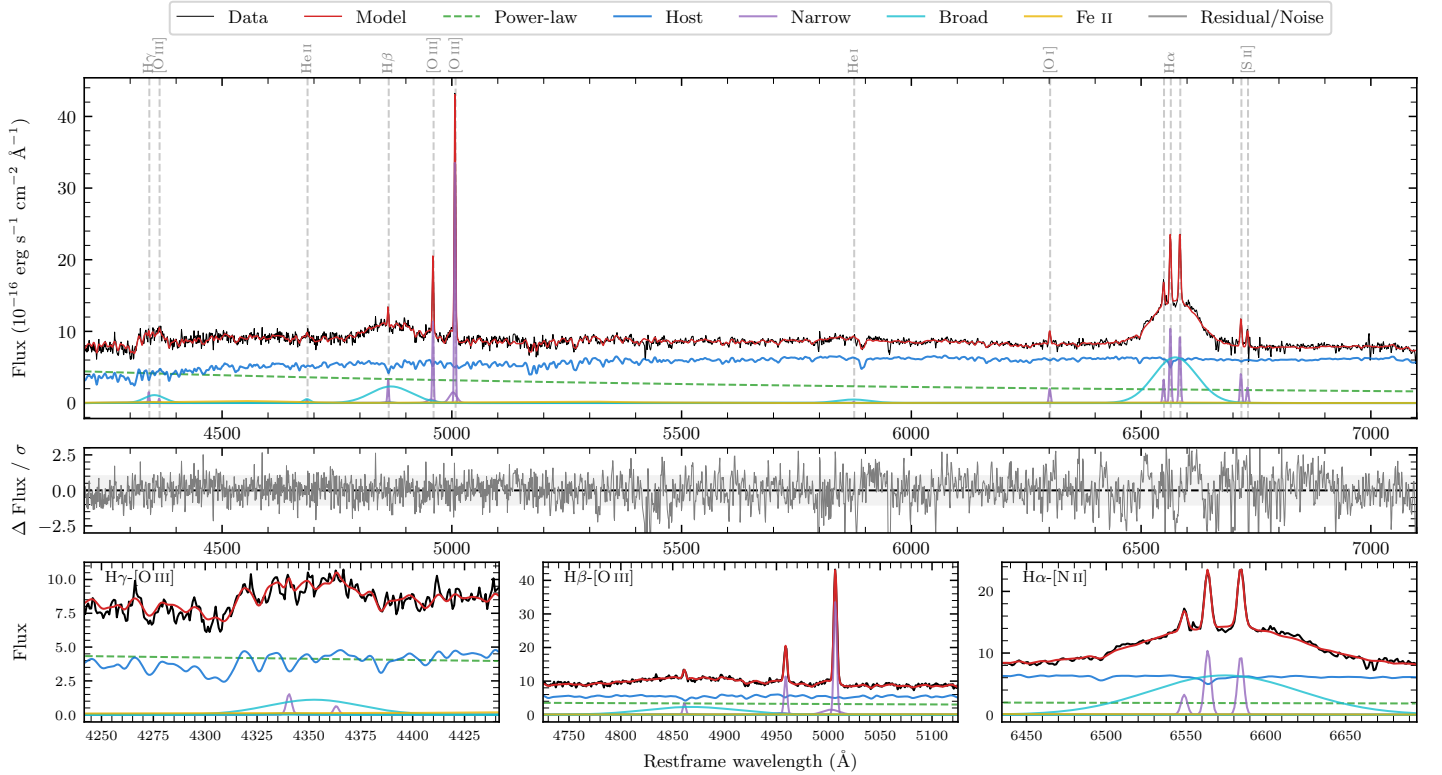 Data Model Power-law Host Narrow Broad Fe II Residual/Noise
Hγ [O III] He II Hβ [O III] [O III] He I [O I] Hα [S II]
Flux (10⁻¹⁶ erg s⁻¹ cm⁻² Å⁻¹)
40
30
20
10
0
4500 5000 5500 6000 6500 7000
Δ Flux / σ
2.5
0.0
−2.5
4500 5000 5500 6000 6500 7000
Flux
Hγ-[O III]
10.0
7.5
5.0
2.5
0.0
4250 4275 4300 4325 4350 4375 4400 4425
Hβ-[O III]
40
30
20
10
0
4750 4800 4850 4900 4950 5000 5050 5100
Hα-[N II]
20
10
0
6450 6500 6550 6600 6650
Restframe wavelength (Å)